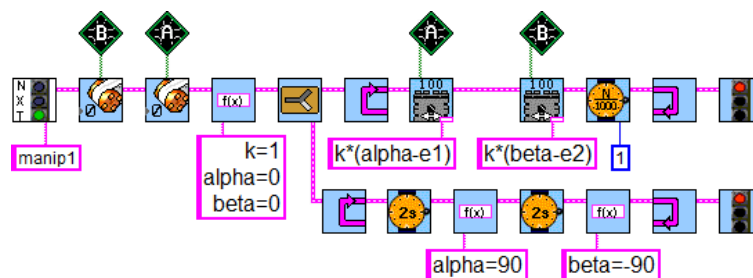 B
A
A
B
N
X
T
0
0
f(x)
100
100
N
1000
manip1
k=1
alpha=0
beta=0
k*(alpha-e1)
k*(beta-e2)
1
2s
f(x)
2s
f(x)
alpha=90
beta=-90